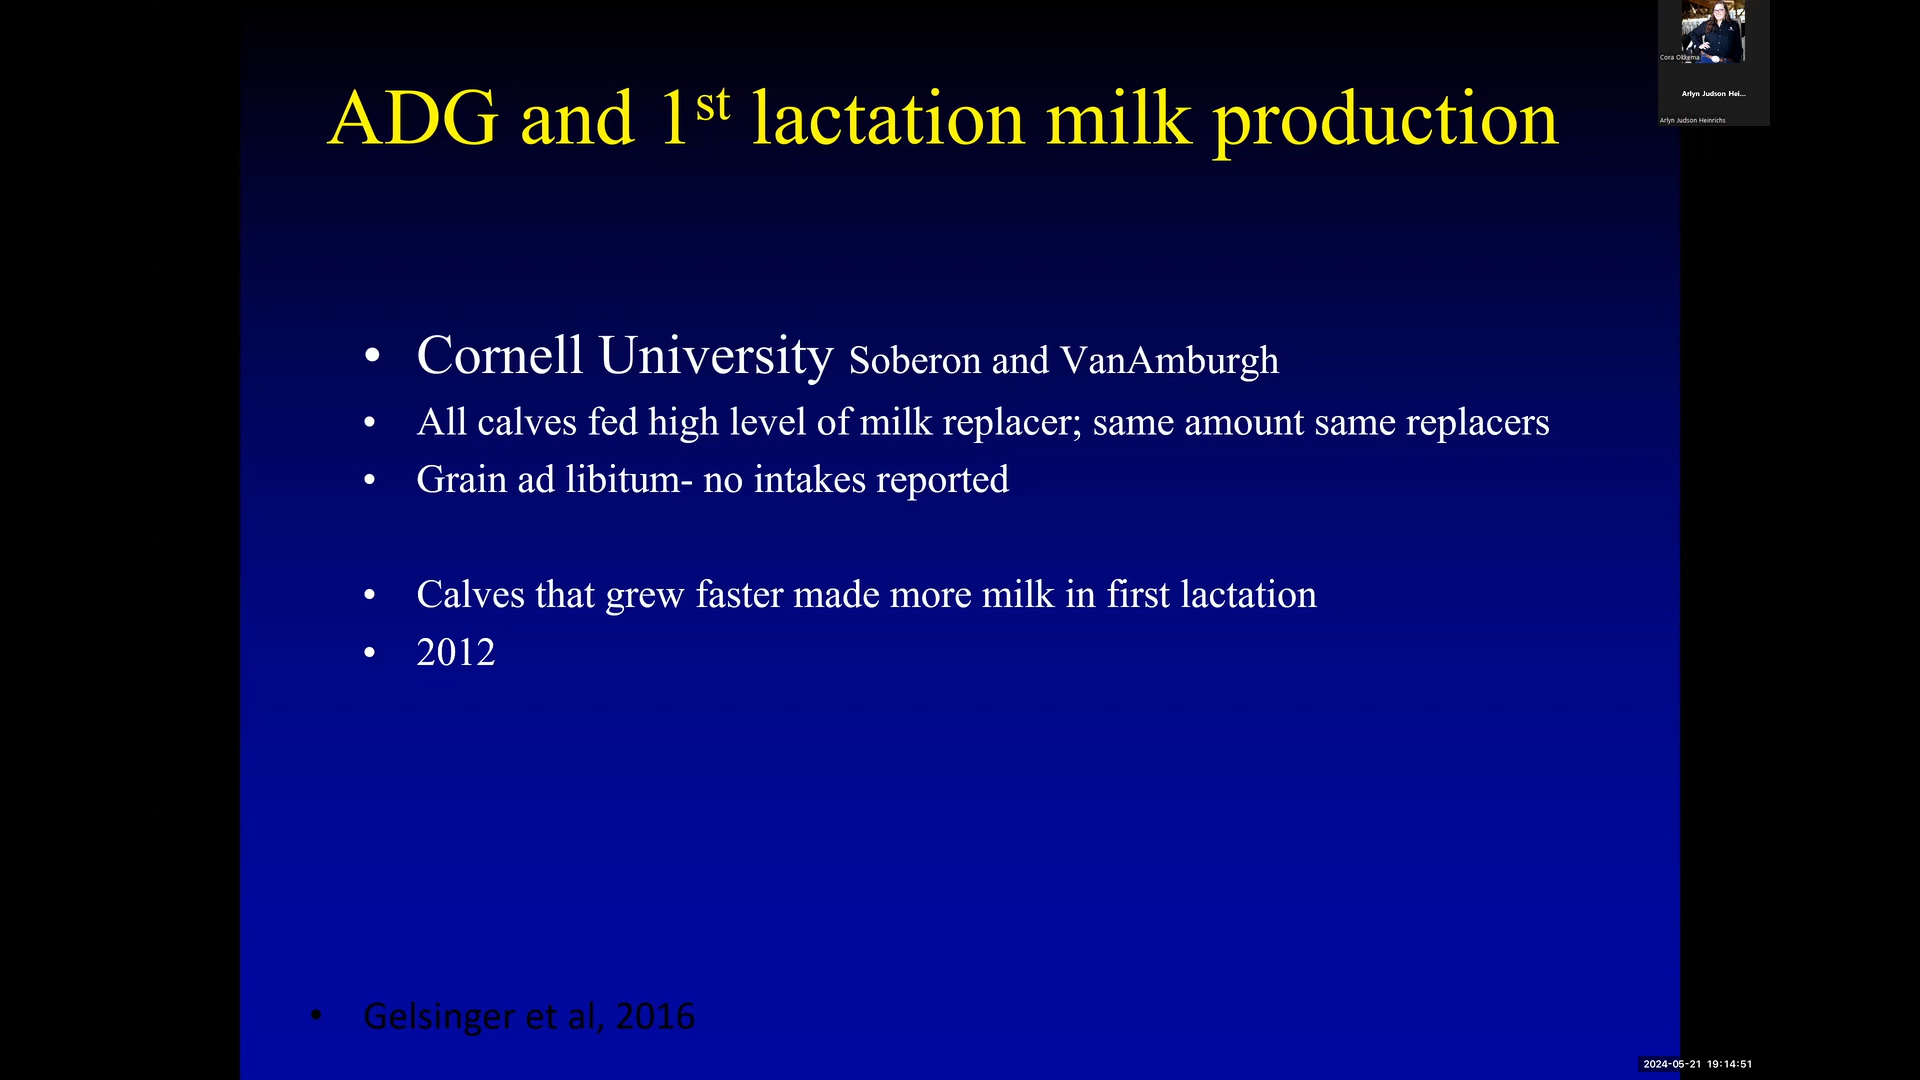 ADG and 1st lactation milk production
• Cornell University Soberon and VanAmburgh
• All calves fed high level of milk replacer; same amount same replacers
• Grain ad libitum- no intakes reported
• Calves that grew faster made more milk in first lactation
• 2012
• Gelsinger et al, 2016
Cora Okkema
Arlyn Judson Hei...
Arlyn Judson Heinrichs
2024-05-21 19:14:51